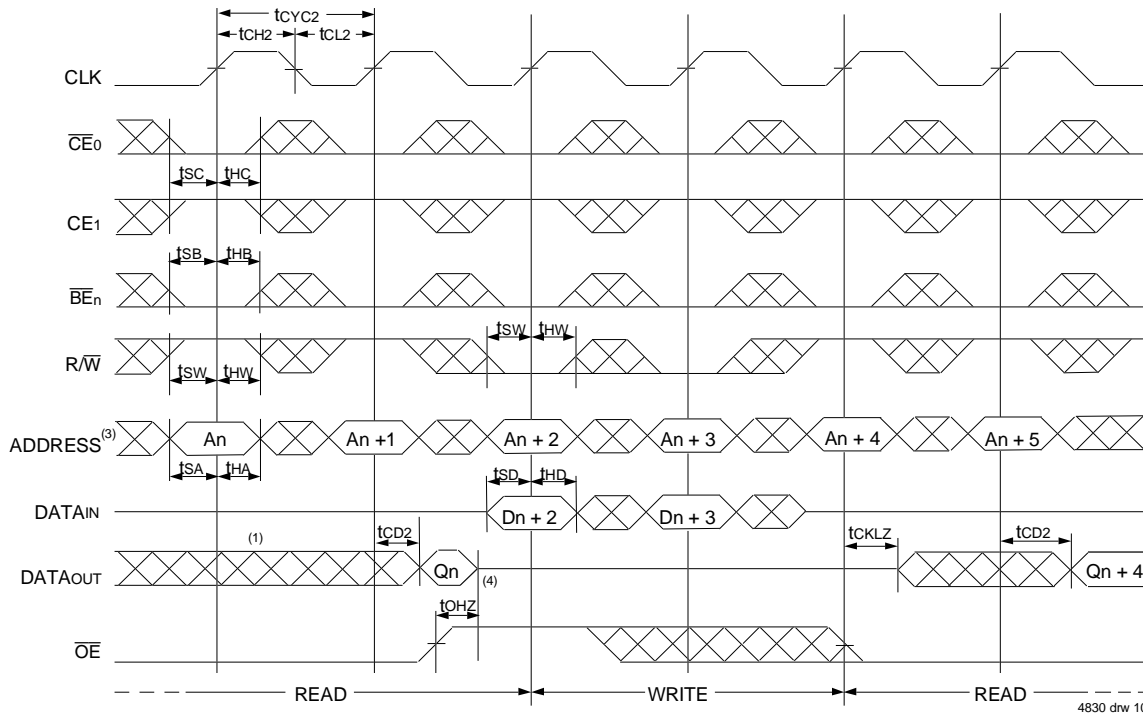 tCYC2
tCH2 tCL2
CLK
CE0
tSC tHC
CE1
tSB tHB
BEn
tSW tHW
R/W
tSW tHW
ADDRESS(3) An An +1 An + 2 An + 3 An + 4 An + 5
tSA tHA tSD tHD
DATAIN Dn + 2 Dn + 3
(1) tCD2 tCKLZ tCD2
DATAOUT Qn (4) Qn + 4
tOHZ
OE
READ WRITE READ
4830 drw 10